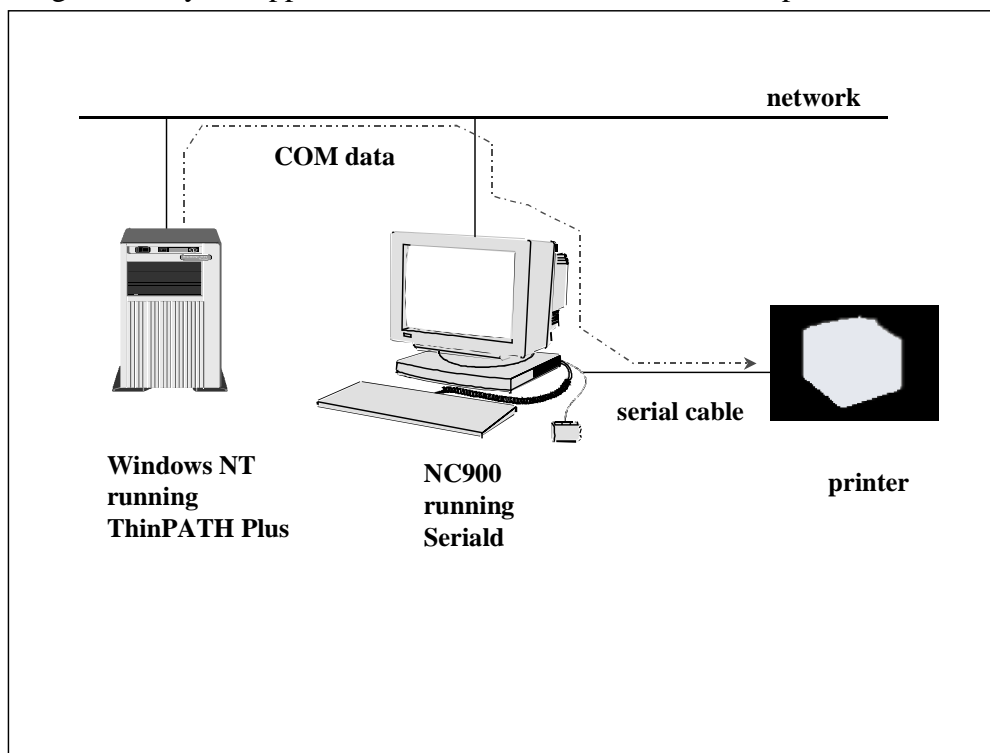 network
COM data
serial cable
Windows NT
running
ThinPATH Plus
NC900
running
Seriald
printer